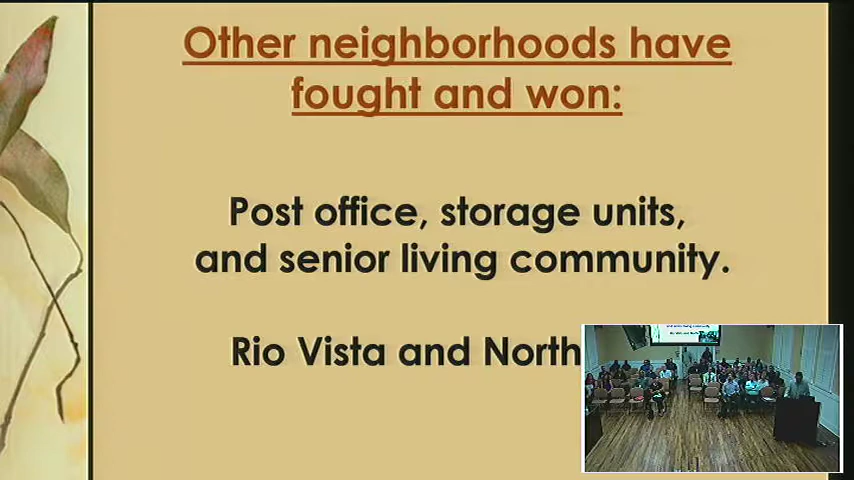 Other neighborhoods have
fought and won:
Post office, storage units,
and senior living community.
Rio Vista and North